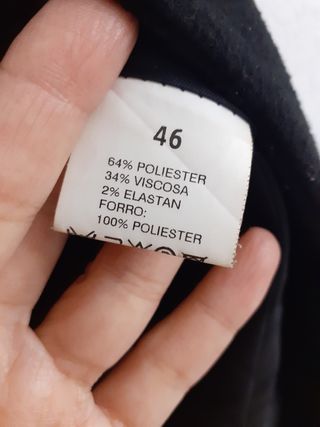 46
64% POLIESTER
34% VISCOSA
2% ELASTAN
FORRO:
100% POLIESTER